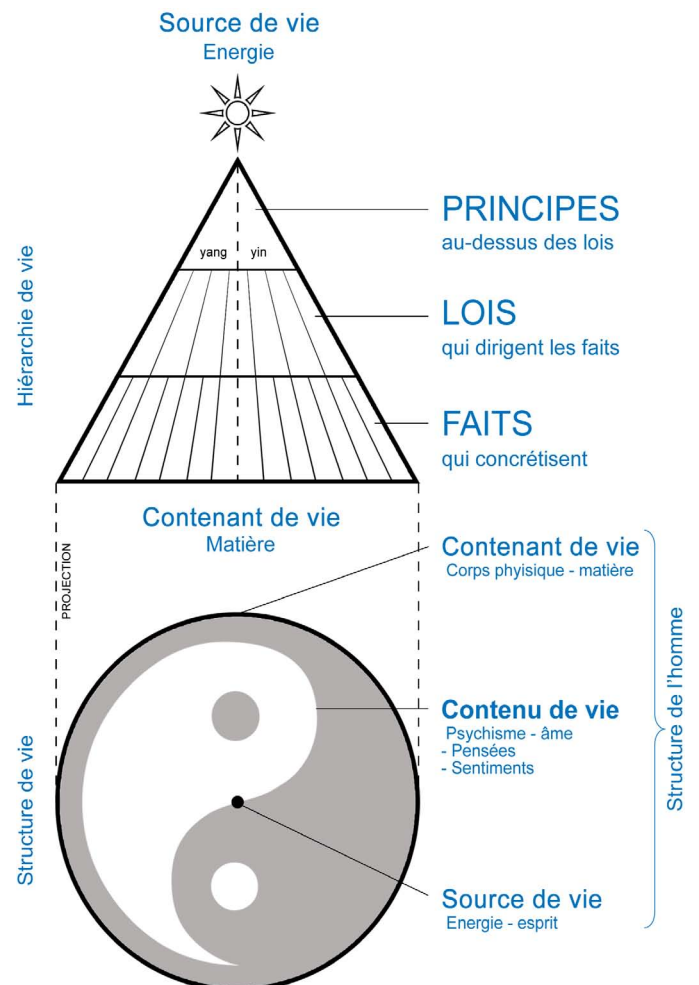 Source de vie
Energie
Hiérarchie de vie
yang
yin
PRINCIPES
au-dessus des lois
LOIS
qui dirigent les faits
FAITS
qui concrétisent
Contenant de vie
Matière
PROJECTION
Contenant de vie
Corps phyisique - matière
Contenu de vie
Psychisme - âme
- Pensées
- Sentiments
Source de vie
Energie - esprit
Structure de vie
Structure de l'homme